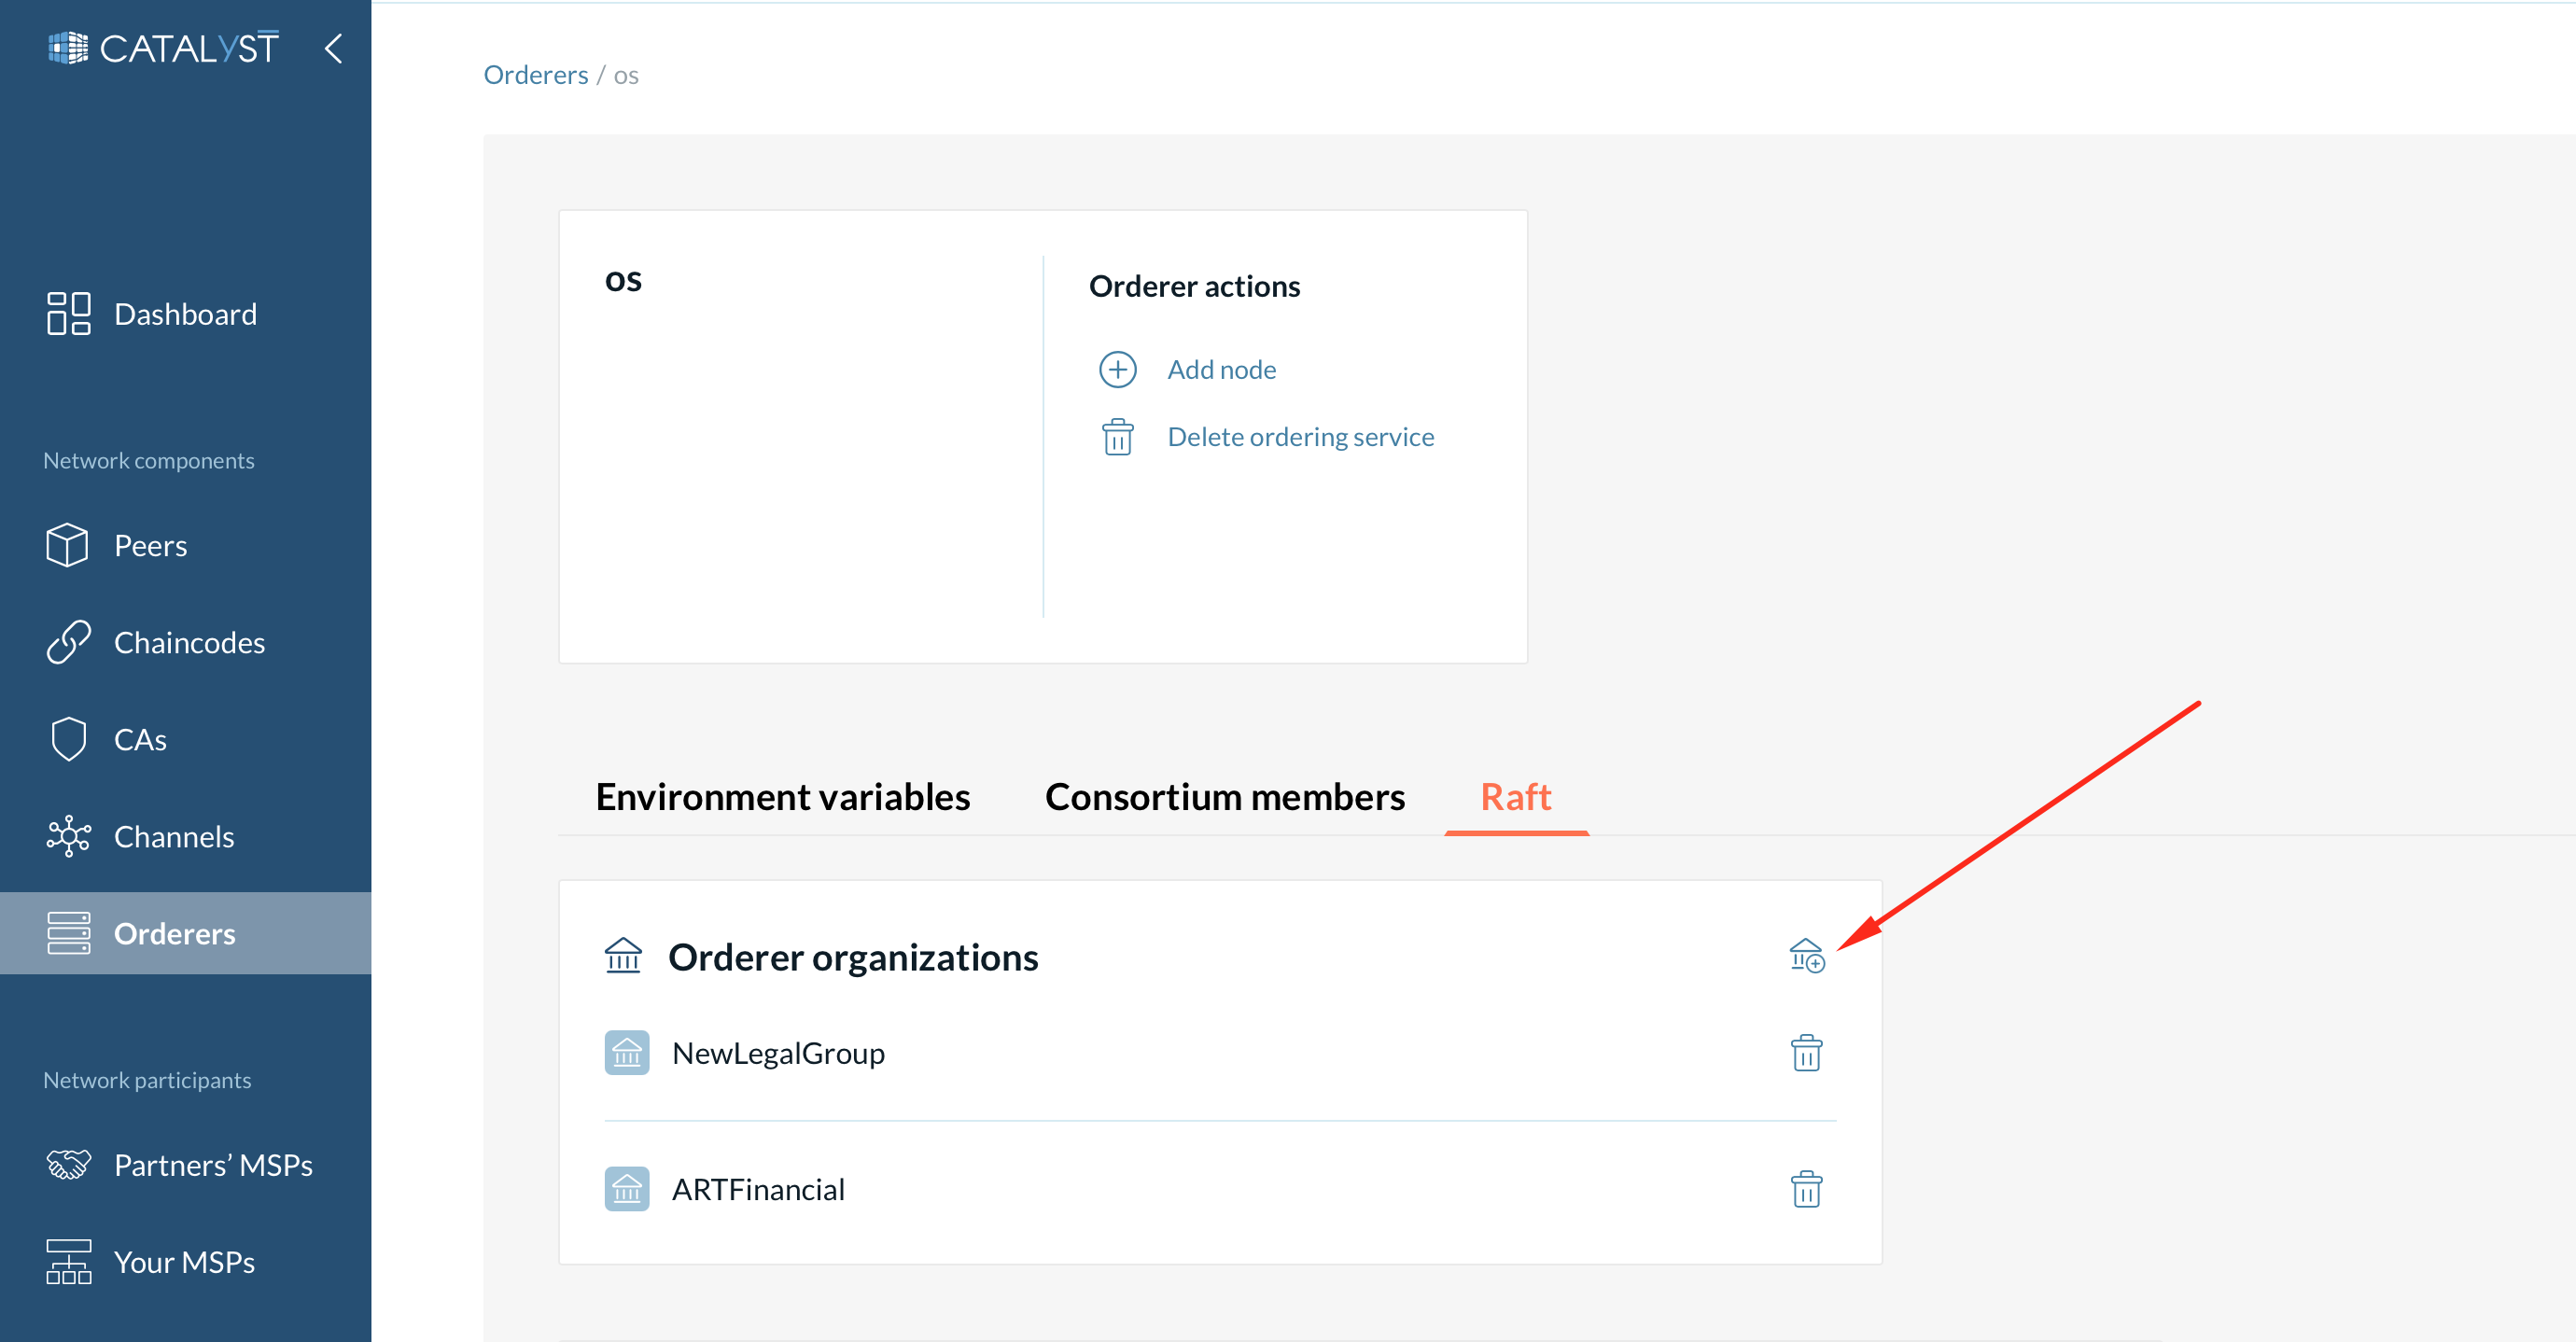 CATALYST
Dashboard
Network components
Peers
Chaincodes
CAs
Channels
Orderers
Network participants
Partners’ MSPs
Your MSPs
Orderers / os
os
Orderer actions
Add node
Delete ordering service
Environment variables
Consortium members
Raft
Orderer organizations
NewLegalGroup
ARTFinancial